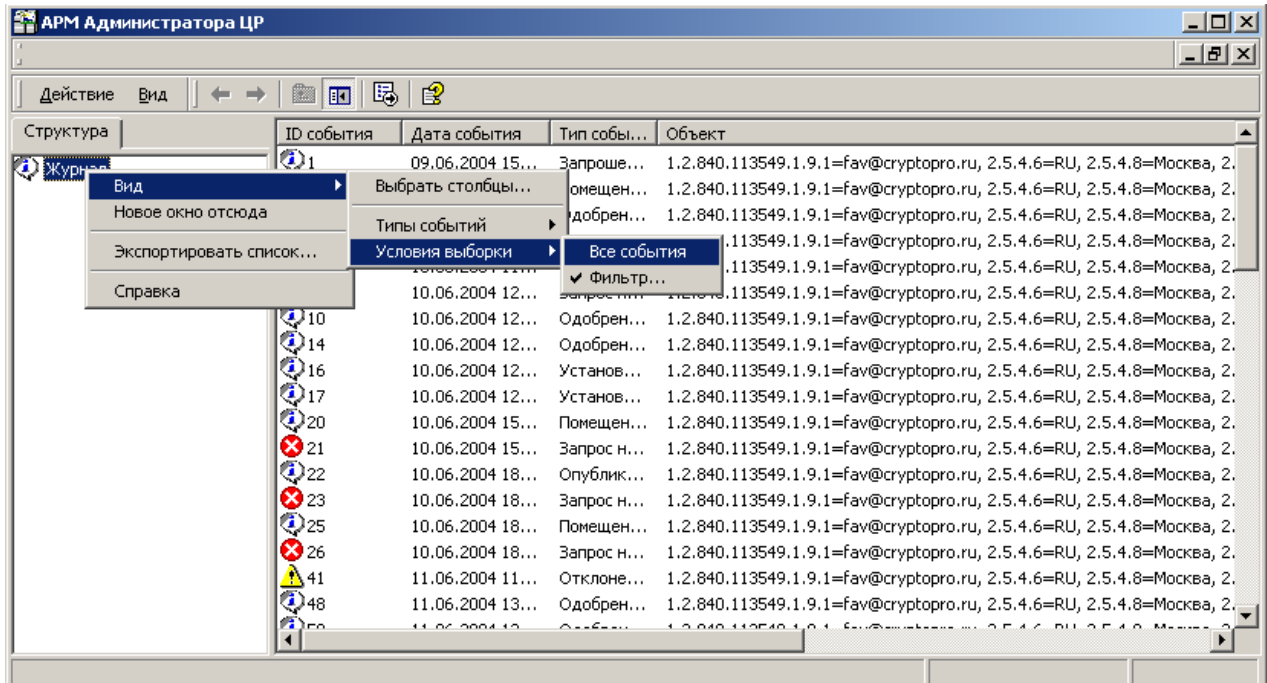 АРМ Администратора ЦР
Действие Вид
Структура
ID события Дата события Тип собы... Объект
Журнал
1 09.06.2004 15... Запроше... 1.2.840.113549.1.9.1=fav@cryptopro.ru, 2.5.4.6=RU, 2.5.4.8=Москва, 2.
Вид Выбрать столбцы... 1.2.840.113549.1.9.1=fav@cryptopro.ru, 2.5.4.6=RU, 2.5.4.8=Москва, 2.
Новое окно отсюда Типы событий 1.2.840.113549.1.9.1=fav@cryptopro.ru, 2.5.4.6=RU, 2.5.4.8=Москва, 2.
Экспортировать список... Условия выборки Все события .113549.1.9.1=fav@cryptopro.ru, 2.5.4.6=RU, 2.5.4.8=Москва, 2.
Фильтр... .113549.1.9.1=fav@cryptopro.ru, 2.5.4.6=RU, 2.5.4.8=Москва, 2.
Справка 10.06.2004 12... 1.2.840.113549.1.9.1=fav@cryptopro.ru, 2.5.4.6=RU, 2.5.4.8=Москва, 2.
10 10.06.2004 12... Одобрен... 1.2.840.113549.1.9.1=fav@cryptopro.ru, 2.5.4.6=RU, 2.5.4.8=Москва, 2.
14 10.06.2004 12... Одобрен... 1.2.840.113549.1.9.1=fav@cryptopro.ru, 2.5.4.6=RU, 2.5.4.8=Москва, 2.
16 10.06.2004 12... Установ... 1.2.840.113549.1.9.1=fav@cryptopro.ru, 2.5.4.6=RU, 2.5.4.8=Москва, 2.
17 10.06.2004 12... Установ... 1.2.840.113549.1.9.1=fav@cryptopro.ru, 2.5.4.6=RU, 2.5.4.8=Москва, 2.
20 10.06.2004 15... Помещен... 1.2.840.113549.1.9.1=fav@cryptopro.ru, 2.5.4.6=RU, 2.5.4.8=Москва, 2.
21 10.06.2004 15... Запрос н... 1.2.840.113549.1.9.1=fav@cryptopro.ru, 2.5.4.6=RU, 2.5.4.8=Москва, 2.
22 10.06.2004 18... Опублик... 1.2.840.113549.1.9.1=fav@cryptopro.ru, 2.5.4.6=RU, 2.5.4.8=Москва, 2.
23 10.06.2004 18... Запрос н... 1.2.840.113549.1.9.1=fav@cryptopro.ru, 2.5.4.6=RU, 2.5.4.8=Москва, 2.
25 10.06.2004 18... Помещен... 1.2.840.113549.1.9.1=fav@cryptopro.ru, 2.5.4.6=RU, 2.5.4.8=Москва, 2.
26 10.06.2004 18... Запрос н... 1.2.840.113549.1.9.1=fav@cryptopro.ru, 2.5.4.6=RU, 2.5.4.8=Москва, 2.
41 11.06.2004 11... Отклоне... 1.2.840.113549.1.9.1=fav@cryptopro.ru, 2.5.4.6=RU, 2.5.4.8=Москва, 2.
48 11.06.2004 13... Одобрен... 1.2.840.113549.1.9.1=fav@cryptopro.ru, 2.5.4.6=RU, 2.5.4.8=Москва, 2.